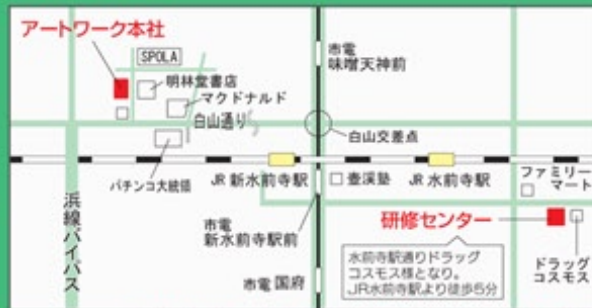 アートワーク本社
SPOLA
明林堂書店
マクドナルド
白山通り
市電
味噌天神前
白山交差点
パチンコ大統領
JR 新水前寺駅
壺溪塾
JR 水前寺駅
ファミリー
マート
浜線バイパス
市電
新水前寺駅前
研修センター
水前寺駅通りドラッグ
コスモス様となり。
JR水前寺駅より徒歩5分
ドラッグ
コスモス
市電 国府